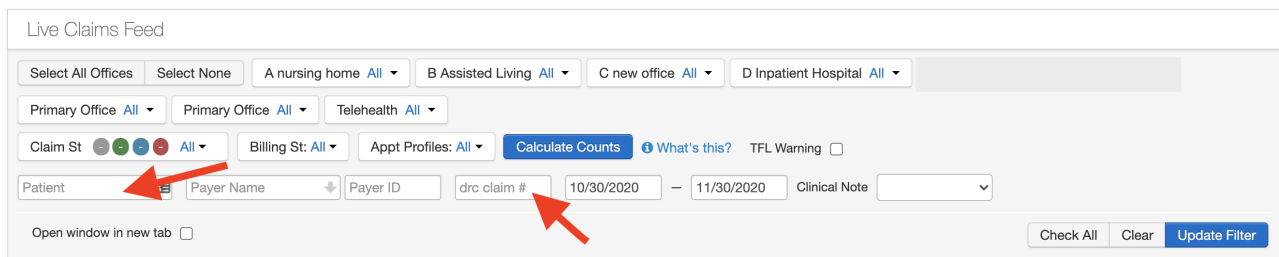 Live Claims Feed
Select All Offices Select None A nursing home All B Assisted Living All C new office All D Inpatient Hospital All
Primary Office All Primary Office All Telehealth All
Claim St - - - - All Billing St: All Appt Profiles: All Calculate Counts What's this? TFL Warning
Patient Payer Name Payer ID drc claim # 10/30/2020 — 11/30/2020 Clinical Note
Open window in new tab Check All Clear Update Filter